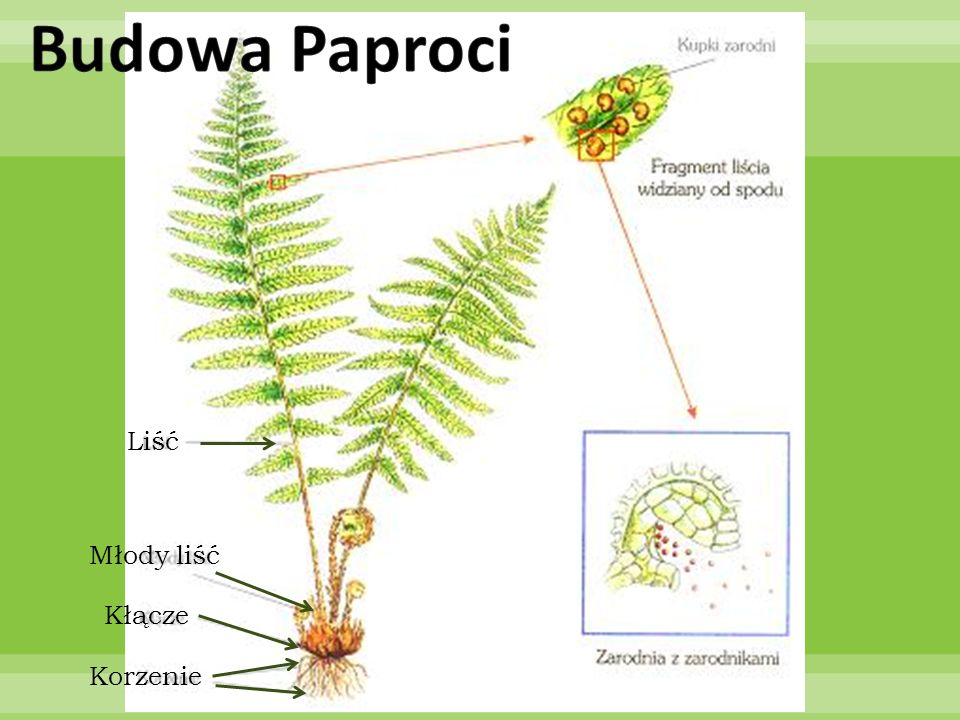 Budowa Paproci
Kupki zarodni
Fragment liścia
widziany od spodu
Liść
Młody liść
Kłącze
Korzenie
Zarodnia z zarodnikami